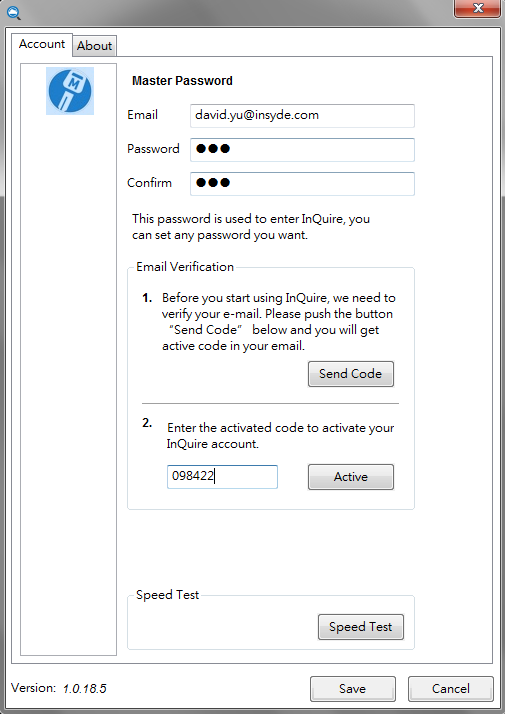 Account
About
M
Master Password
Email david.yu@insyde.com
Password ●●●
Confirm ●●●
This password is used to enter InQuire, you
can set any password you want.
Email Verification
1. Before you start using InQuire, we need to
verify your e-mail. Please push the button
“Send Code” below and you will get
active code in your email.
Send Code
2. Enter the activated code to activate your
InQuire account.
098422 Active
Speed Test
Speed Test
Version: 1.0.18.5 Save Cancel